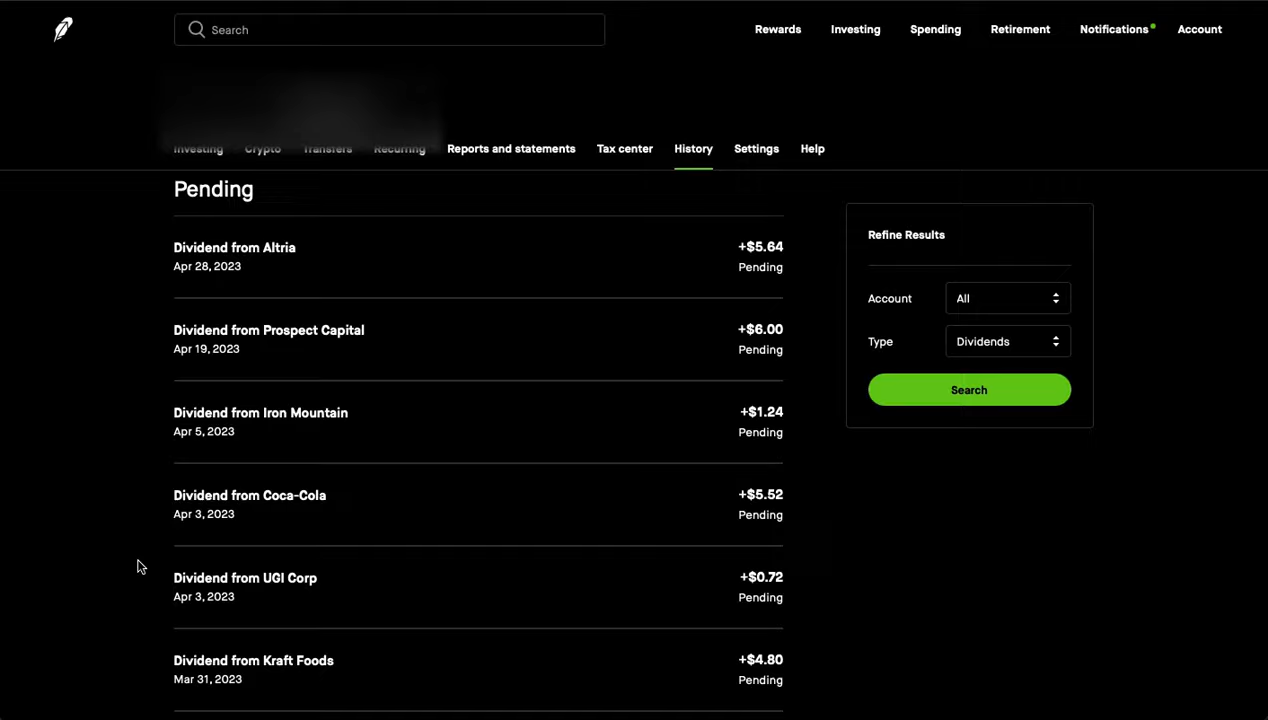 Search
Rewards Investing Spending Retirement Notifications Account
Investing Crypto Transfers Recurring Reports and statements Tax center History Settings Help
Pending
Dividend from Altria +$5.64
Apr 28, 2023 Pending
Dividend from Prospect Capital +$6.00
Apr 19, 2023 Pending
Dividend from Iron Mountain +$1.24
Apr 5, 2023 Pending
Dividend from Coca-Cola +$5.52
Apr 3, 2023 Pending
Dividend from UGI Corp +$0.72
Apr 3, 2023 Pending
Dividend from Kraft Foods +$4.80
Mar 31, 2023 Pending
Refine Results
Account All
Type Dividends
Search